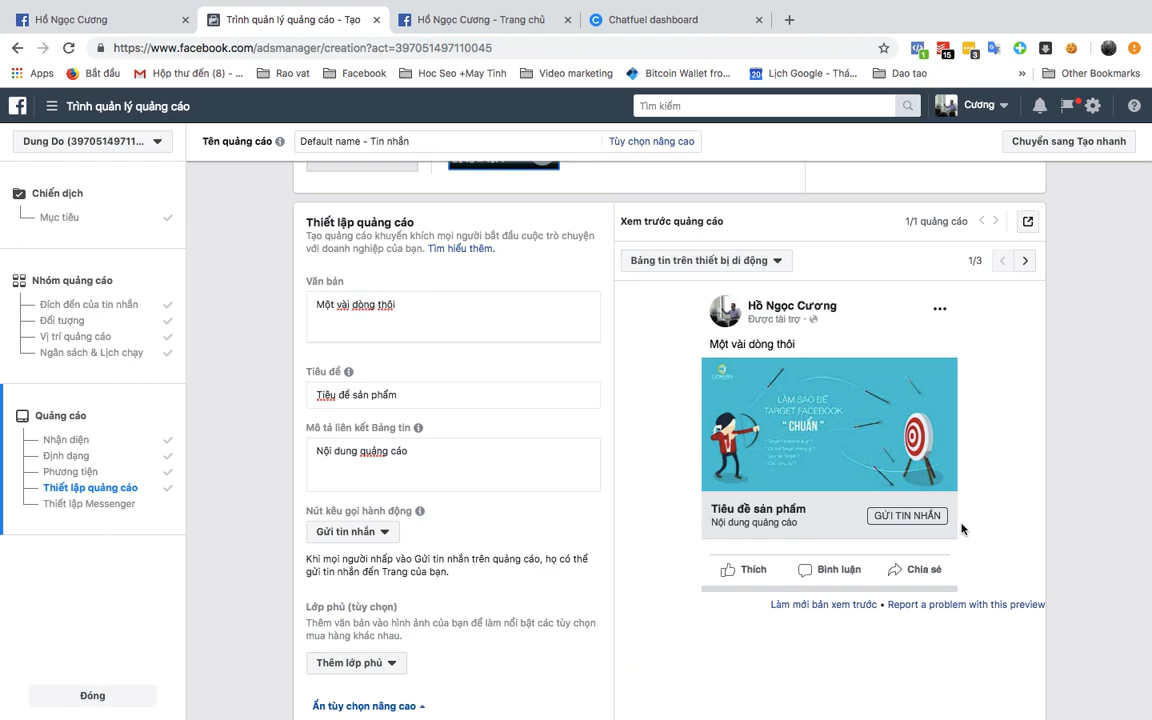 Hồ Ngọc Cương
Trình quản lý quảng cáo - Tạo
Hồ Ngọc Cương - Trang chủ
Chatfuel dashboard
https://www.facebook.com/adsmanager/creation?act=397051497110045
1
15
3
Apps
Bắt đầu
Hộp thư đến (8) - ...
Rao vat
Facebook
Hoc Seo +May Tinh
Video marketing
Bitcoin Wallet fro...
20
Lịch Google - Thá...
Dao tao
»
Other Bookmarks
Trình quản lý quảng cáo
Tìm kiếm
Cương
Dung Do (39705149711...
Tên quảng cáo
Default name - Tin nhắn
Tùy chọn nâng cao
Chuyển sang Tạo nhanh
Chiến dịch
Mục tiêu
Nhóm quảng cáo
Đích đến của tin nhắn
Đối tượng
Vị trí quảng cáo
Ngân sách & Lịch chạy
Quảng cáo
Nhận diện
Định dạng
Phương tiện
Thiết lập quảng cáo
Thiết lập Messenger
Đóng
Thiết lập quảng cáo
Tạo quảng cáo khuyến khích mọi người bắt đầu cuộc trò chuyện
với doanh nghiệp của bạn. Tìm hiểu thêm.
Văn bản
Một vài dòng thôi
Tiêu đề
Tiêu đề sản phẩm
Mô tả liên kết Bảng tin
Nội dung quảng cáo
Nút kêu gọi hành động
Gửi tin nhắn
Khi mọi người nhấp vào Gửi tin nhắn trên quảng cáo, họ có thể
gửi tin nhắn đến Trang của bạn.
Lớp phủ (tùy chọn)
Thêm văn bản vào hình ảnh của bạn để làm nổi bật các tùy chọn
mua hàng khác nhau.
Thêm lớp phủ
Ẩn tùy chọn nâng cao
Xem trước quảng cáo
1/1 quảng cáo
Bảng tin trên thiết bị di động
1/3
Hồ Ngọc Cương
Được tài trợ ·
Một vài dòng thôi
LÀM SAO ĐỂ
TARGET FACEBOOK
" CHUẨN "
Tiêu đề sản phẩm
Nội dung quảng cáo
GỬI TIN NHẮN
Thích
Bình luận
Chia sẻ
Làm mới bản xem trước • Report a problem with this preview